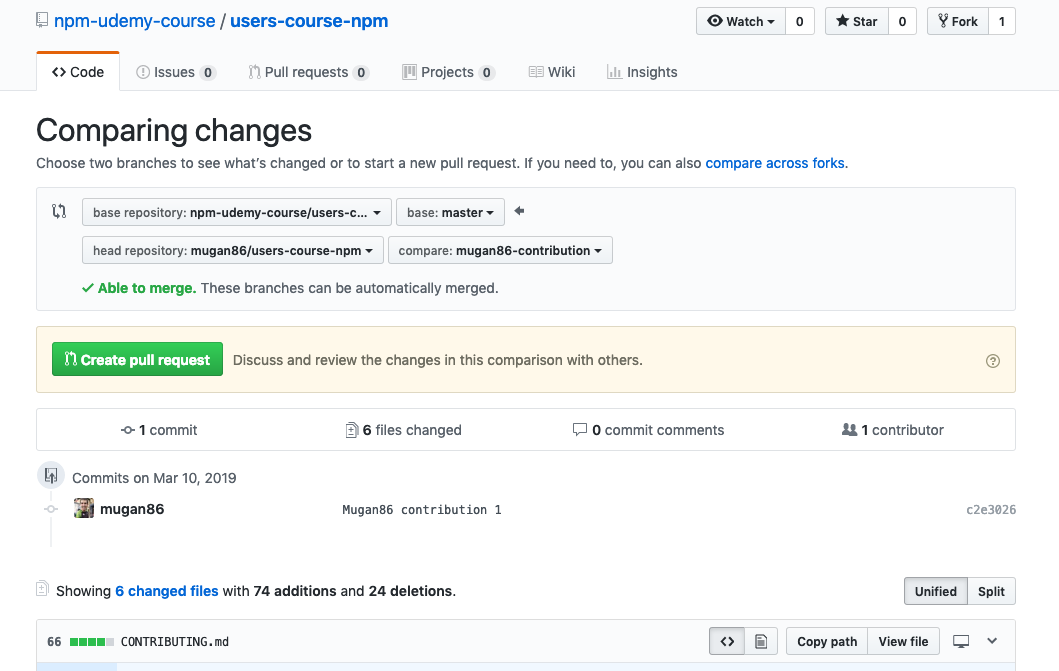 npm-udemy-course / users-course-npm
Watch 0 Star 0 Fork 1
Code Issues 0 Pull requests 0 Projects 0 Wiki Insights
Comparing changes
Choose two branches to see what's changed or to start a new pull request. If you need to, you can also compare across forks.
base repository: npm-udemy-course/users-c... base: master
head repository: mugan86/users-course-npm compare: mugan86-contribution
Able to merge. These branches can be automatically merged.
Create pull request Discuss and review the changes in this comparison with others.
1 commit 6 files changed 0 commit comments 1 contributor
Commits on Mar 10, 2019
mugan86 Mugan86 contribution 1 c2e3026
Showing 6 changed files with 74 additions and 24 deletions. Unified Split
66 CONTRIBUTING.md <> Copy path View file